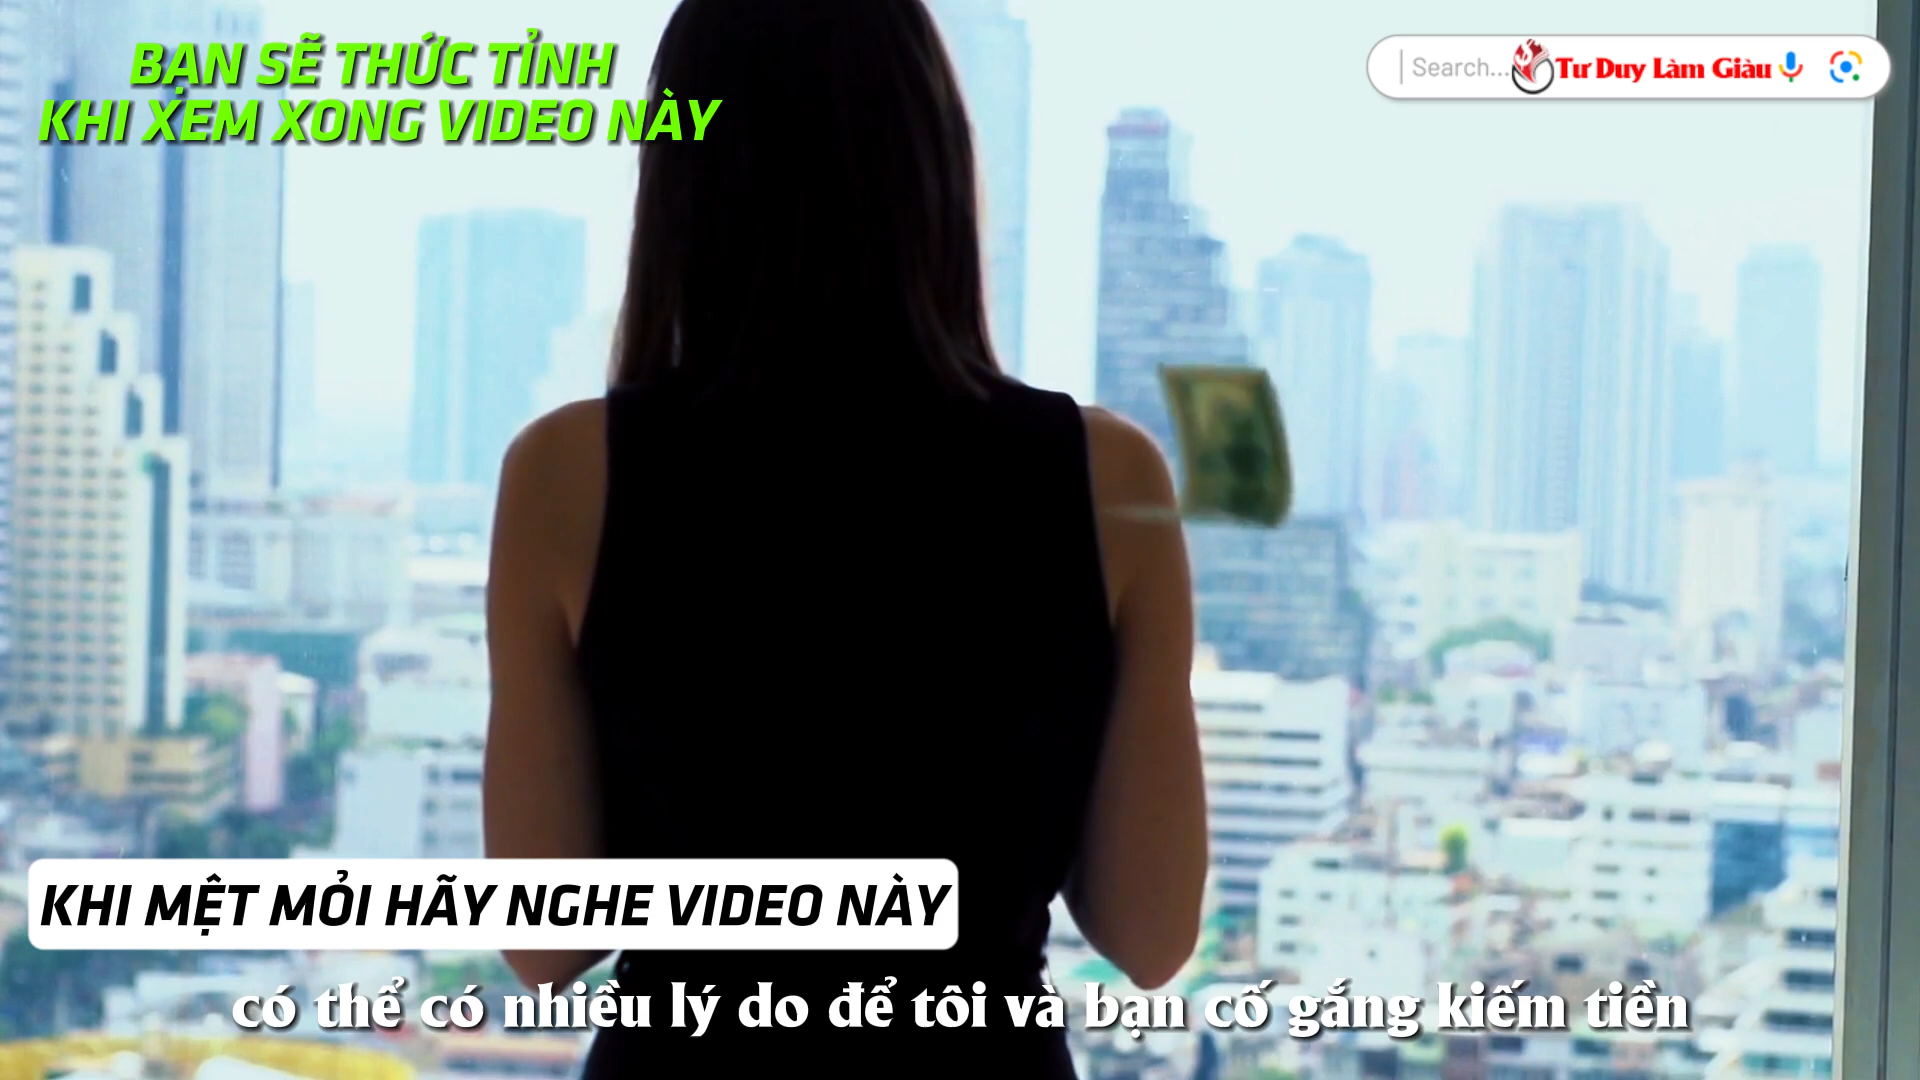 BẠN SẼ THỨC TỈNH
KHI XEM XONG VIDEO NÀY
Search... Tư Duy Làm Giàu
KHI MỆT MỎI HÃY NGHE VIDEO NÀY
có thể có nhiều lý do để tôi và bạn cố gắng kiếm tiền